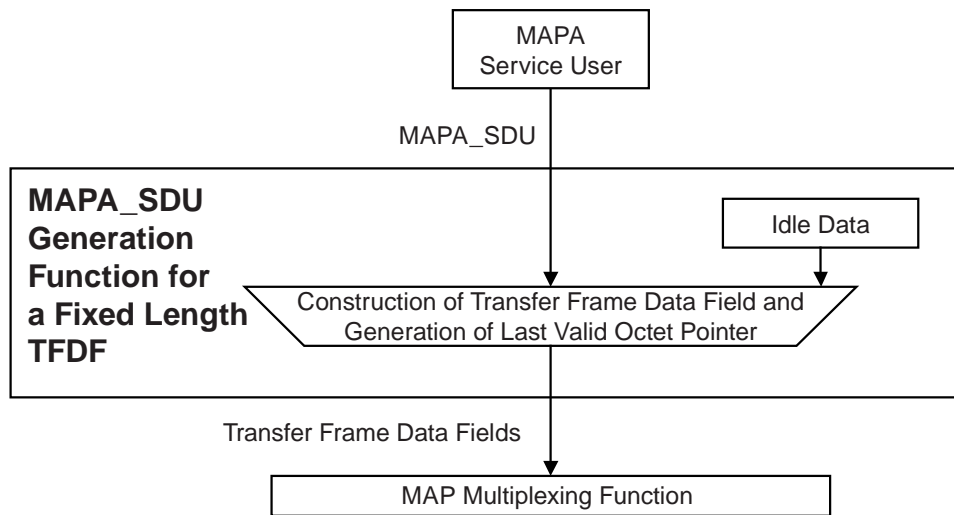 MAPA
Service User
MAPA_SDU
MAPA_SDU
Generation
Function for
a Fixed Length
TFDF
Idle Data
Construction of Transfer Frame Data Field and
Generation of Last Valid Octet Pointer
Transfer Frame Data Fields
MAP Multiplexing Function